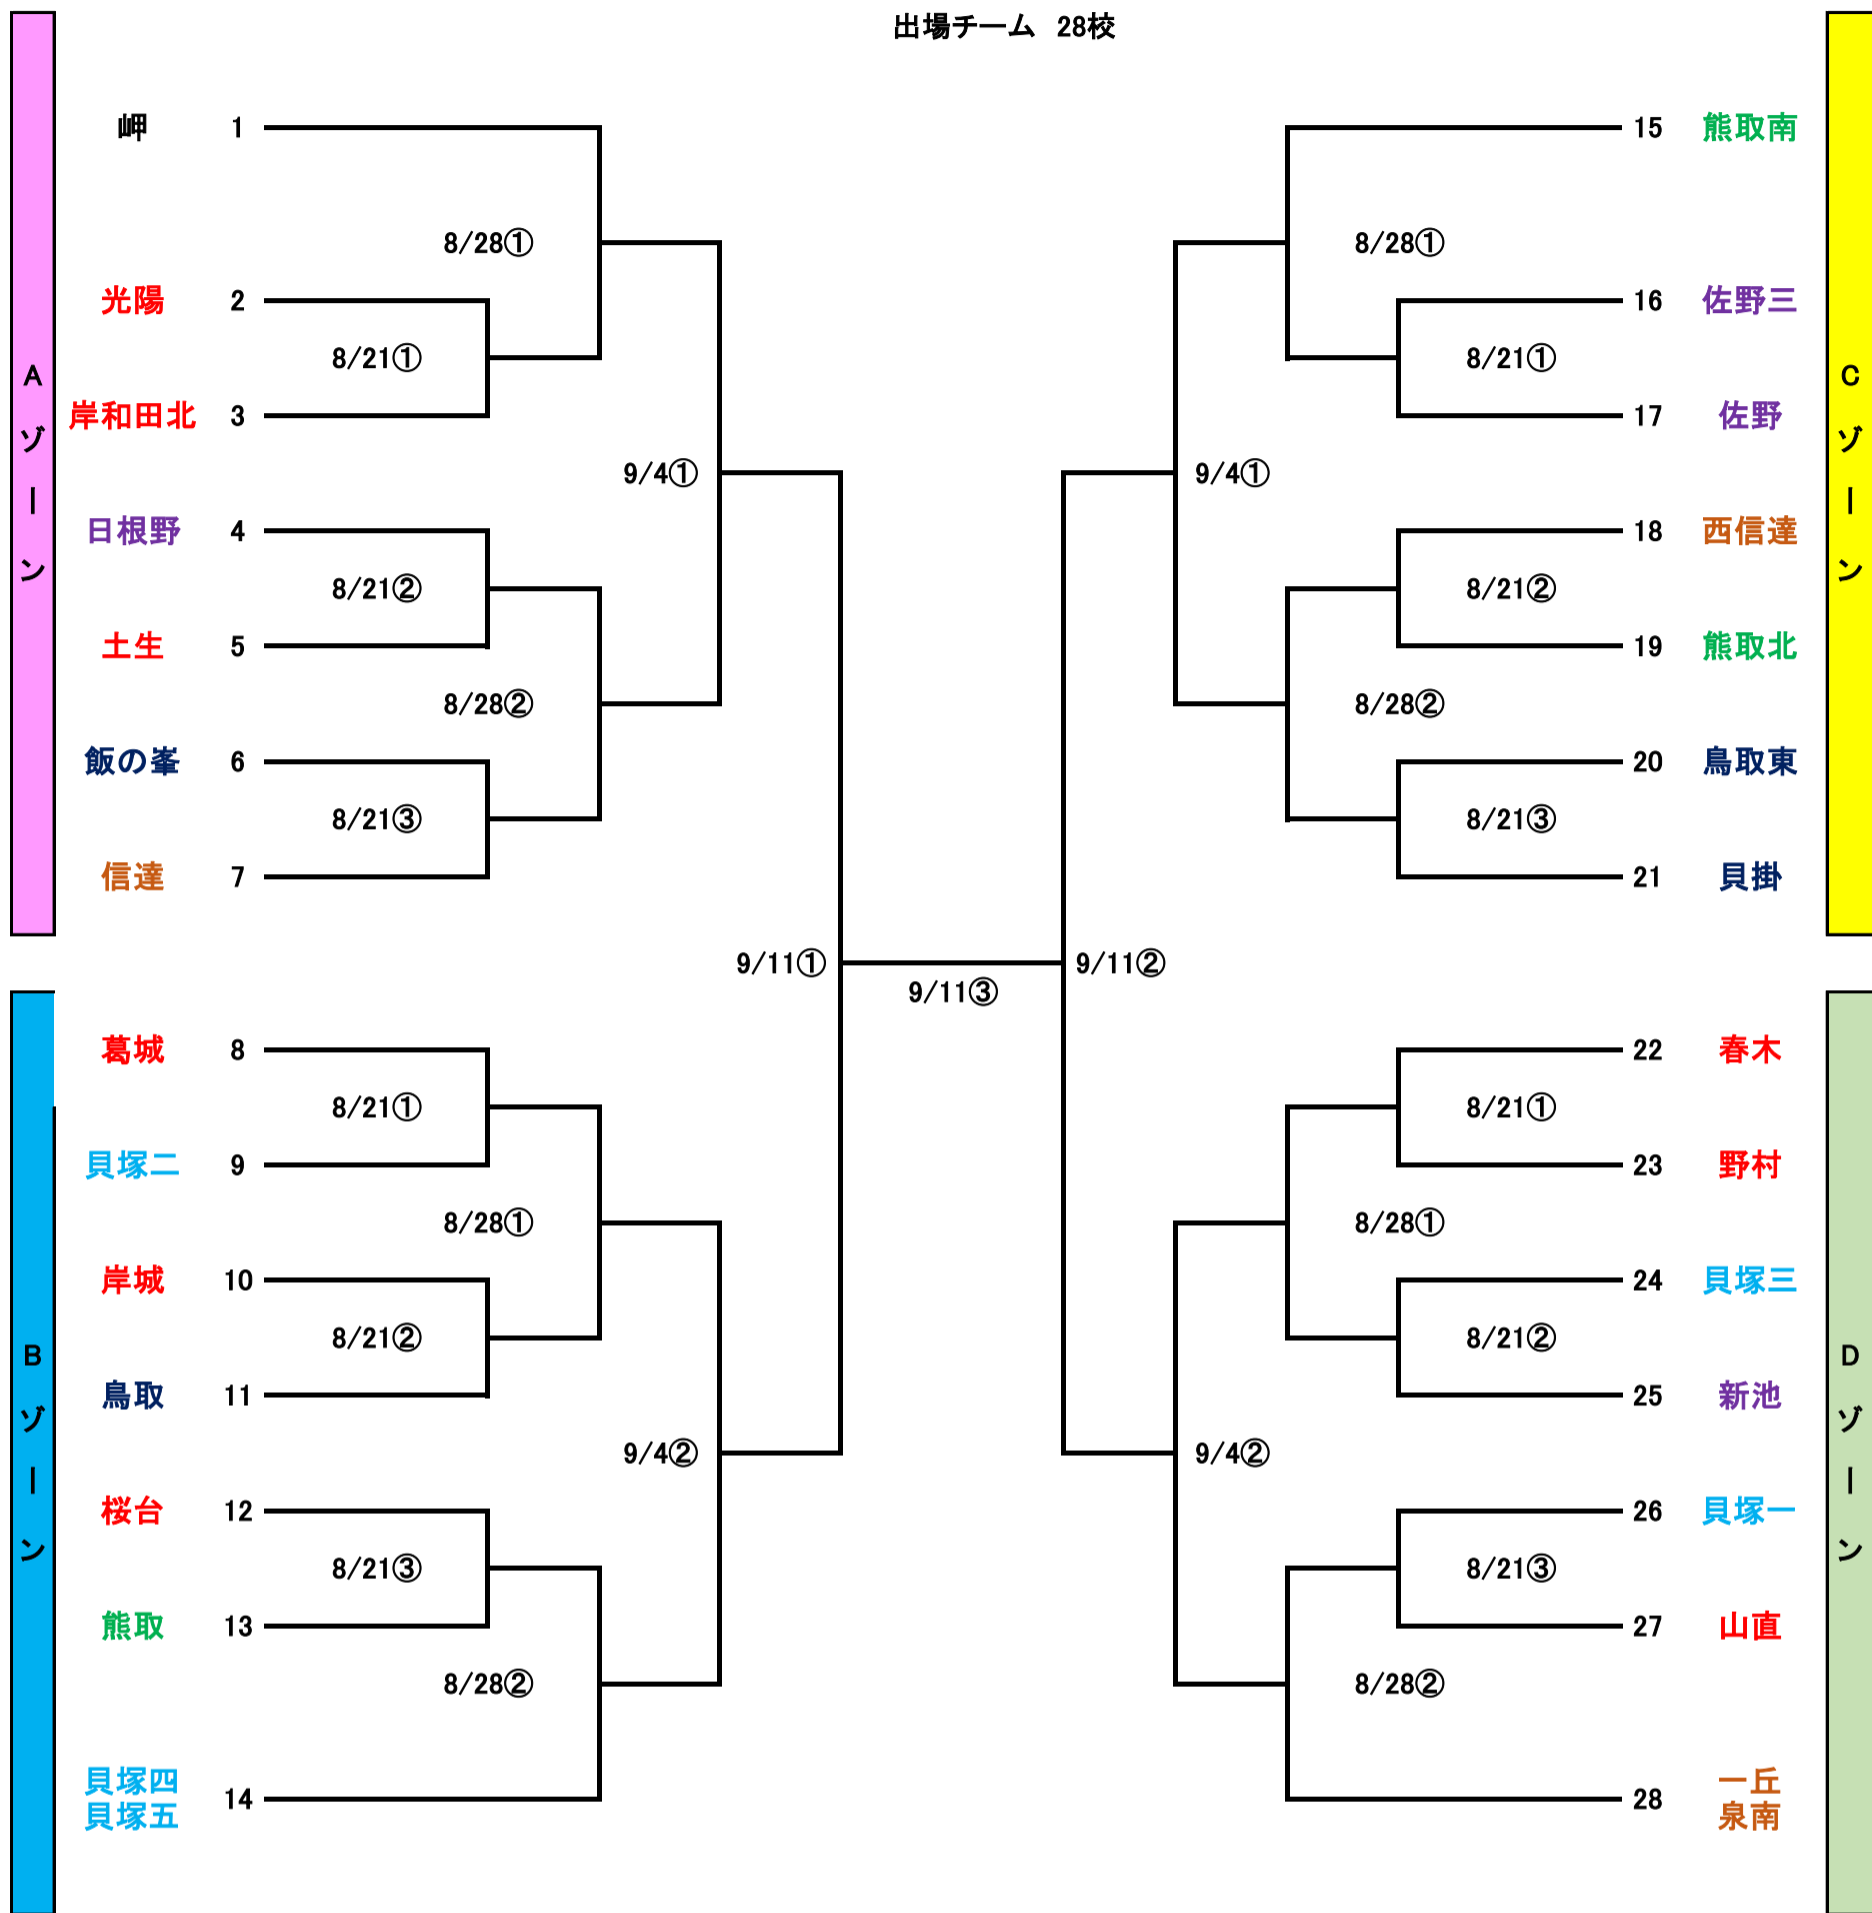 出場チーム 28校
Aゾーン
岬 1
8/28①
光陽 2
8/21①
岸和田北 3
9/4①
日根野 4
8/21②
土生 5
8/28②
飯の峯 6
8/21③
信達 7
Bゾーン
葛城 8
8/21①
貝塚二 9
8/28①
岸城 10
8/21②
鳥取 11
9/4②
桜台 12
8/21③
熊取 13
8/28②
貝塚四
貝塚五 14
9/11①
9/11③
9/11②
Cゾーン
15 熊取南
8/28①
16 佐野三
8/21①
17 佐野
9/4①
18 西信達
8/21②
19 熊取北
8/28②
20 鳥取東
8/21③
21 貝掛
Dゾーン
22 春木
8/21①
23 野村
8/28①
24 貝塚三
8/21②
25 新池
9/4②
26 貝塚一
8/21③
27 山直
8/28②
28 一丘
泉南